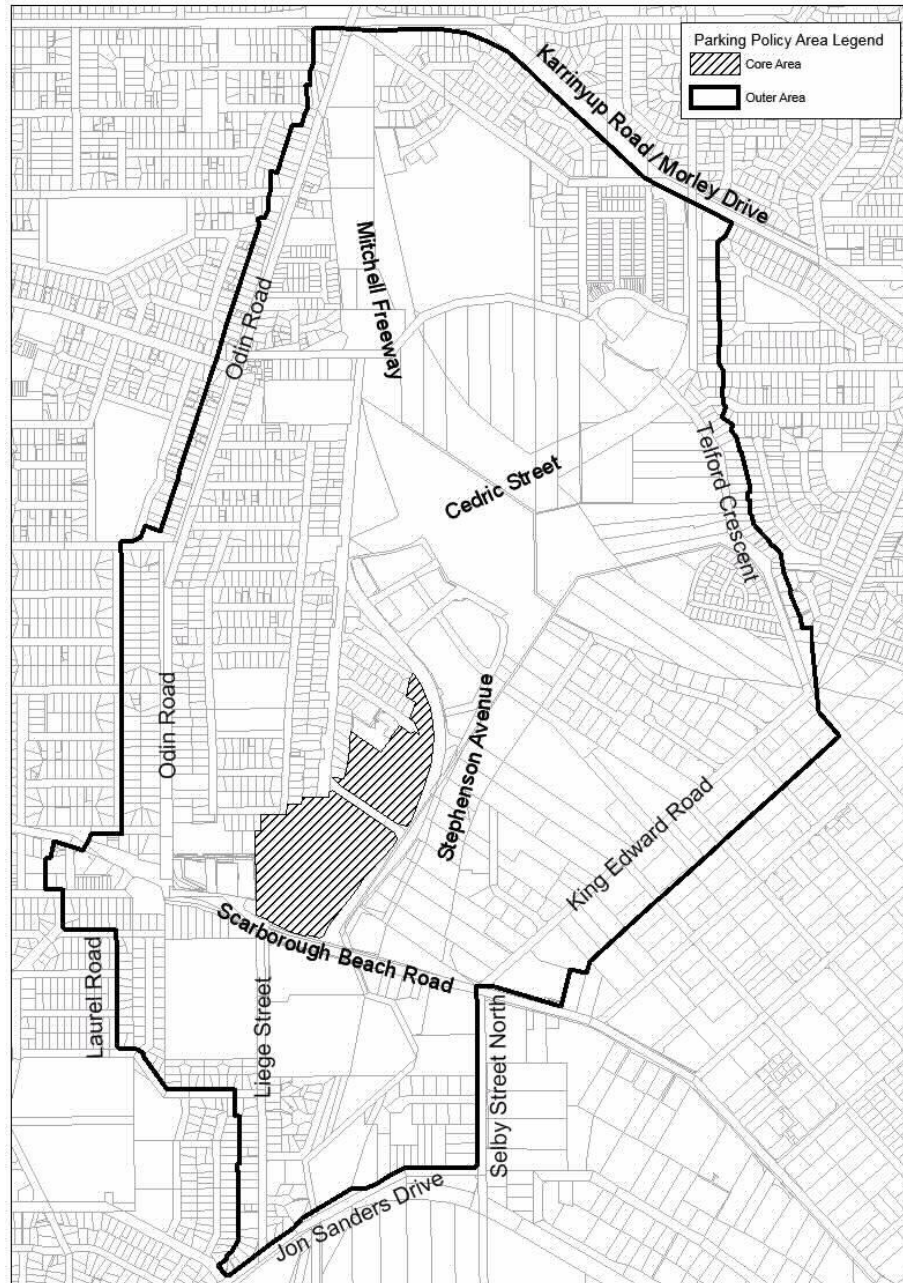 Parking Policy Area Legend
Core Area
Outer Area
Karrinyup Road/Morley Drive
Mitchell Freeway
Odin Road
Cedric Street
Telford Crescent
Odin Road
Stephenson Avenue
King Edward Road
Scarborough Beach Road
Laurel Road
Liege Street
Selby Street North
Jon Sanders Drive